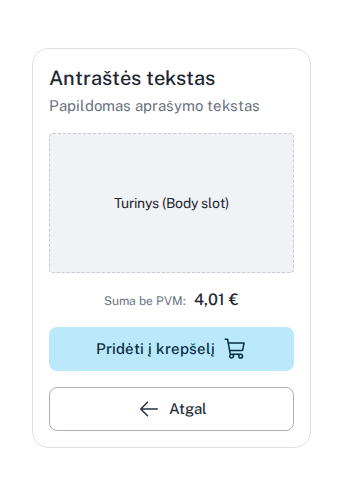 Antraštės tekstas
Papildomas aprašymo tekstas
Turinys (Body slot)
Suma be PVM: 4,01 €
Pridėti į krepšelį
Atgal